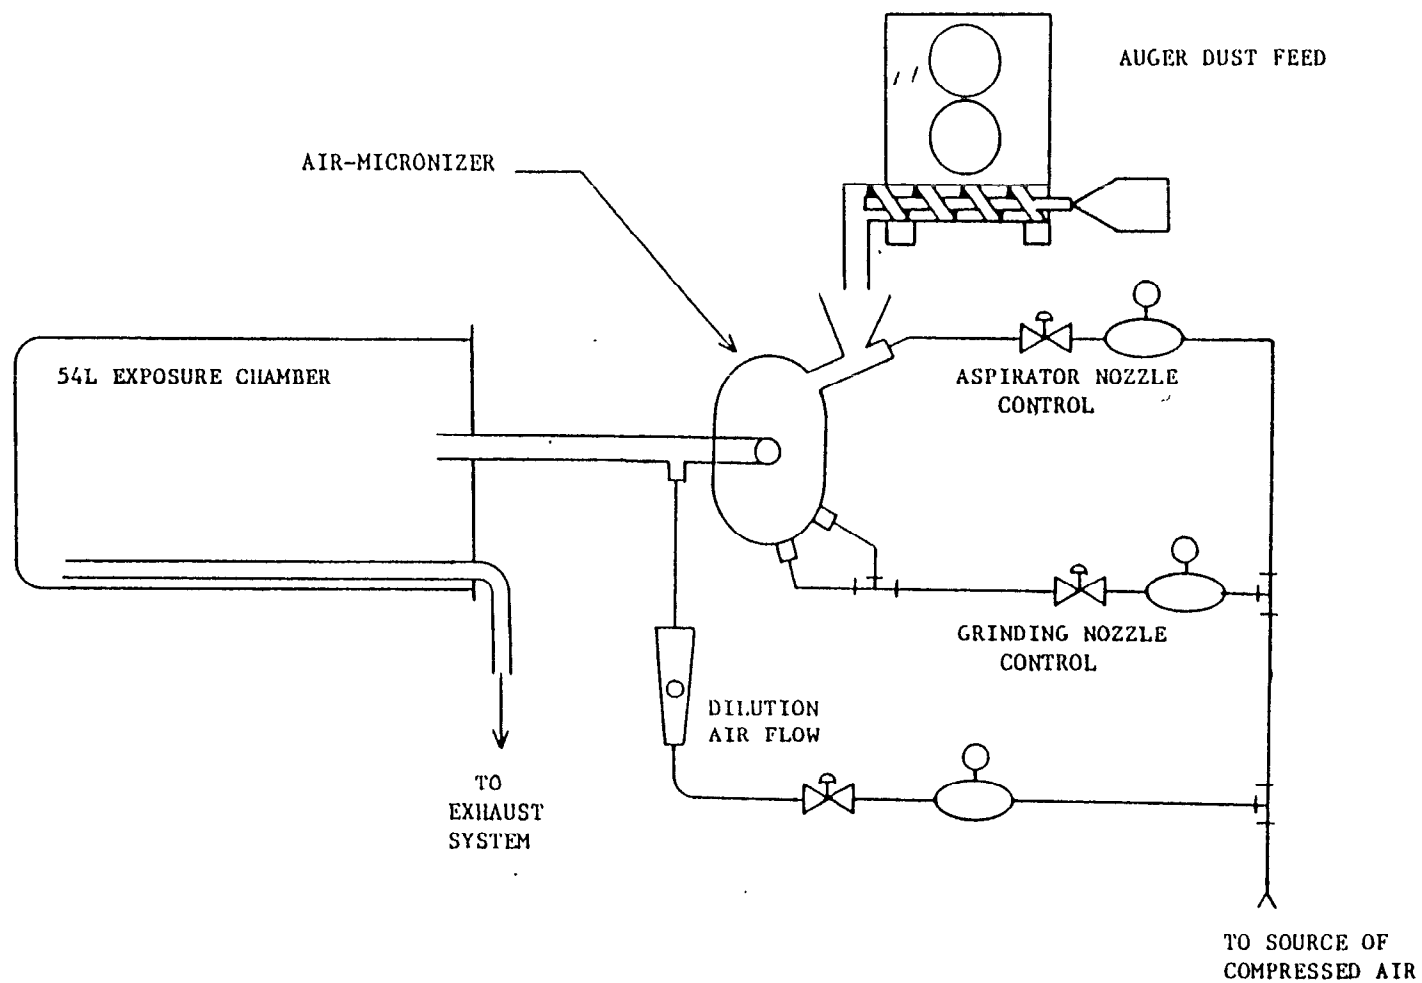 AUGER DUST FEED
AIR-MICRONIZER
54L EXPOSURE CHAMBER
ASPIRATOR NOZZLE
CONTROL
GRINDING NOZZLE
CONTROL
DILUTION
AIR FLOW
TO
EXHAUST
SYSTEM
TO SOURCE OF
COMPRESSED AIR